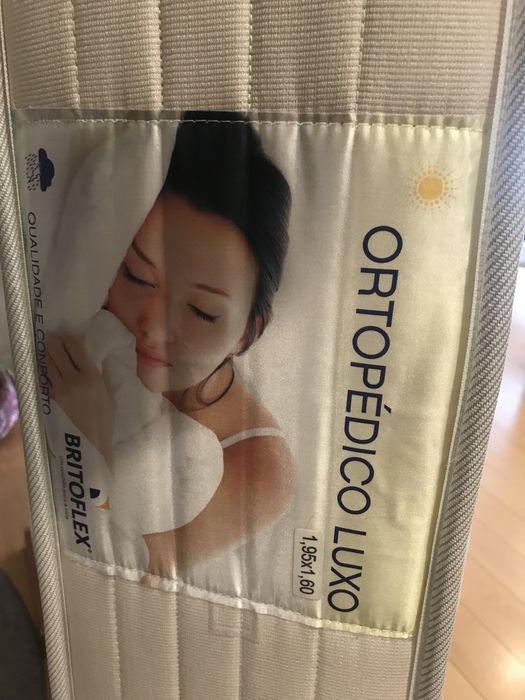 ORTOPÉDICO LUXO
1,95x1,60
QUALIDADE E CONFORTO
BRITOFLEX